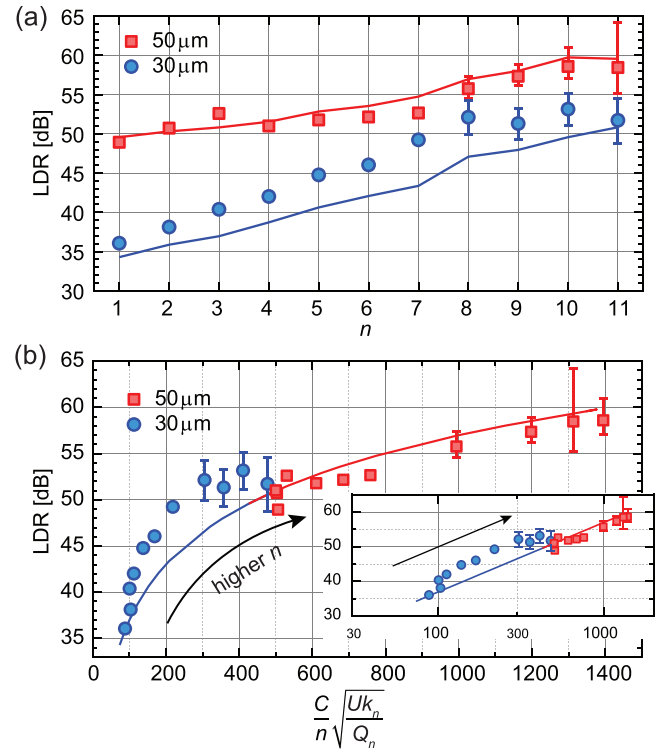 (a)
65
60
55
50
45
40
35
30
LDR [dB]
50 μm
30 μm
1 2 3 4 5 6 7 8 9 10 11
n
(b)
65
60
55
50
45
40
35
LDR [dB]
50 μm
30 μm
higher n
60
50
40
30
30 100 300 1000
0 200 400 600 800 1000 1200 1400
C/n √(Uk_n/Q_n)